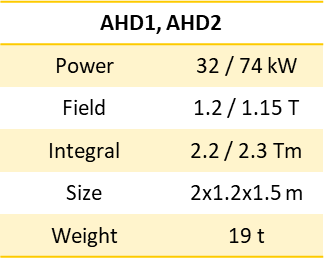 AHD1, AHD2
Power 32 / 74 kW
Field 1.2 / 1.15 T
Integral 2.2 / 2.3 Tm
Size 2x1.2x1.5 m
Weight 19 t